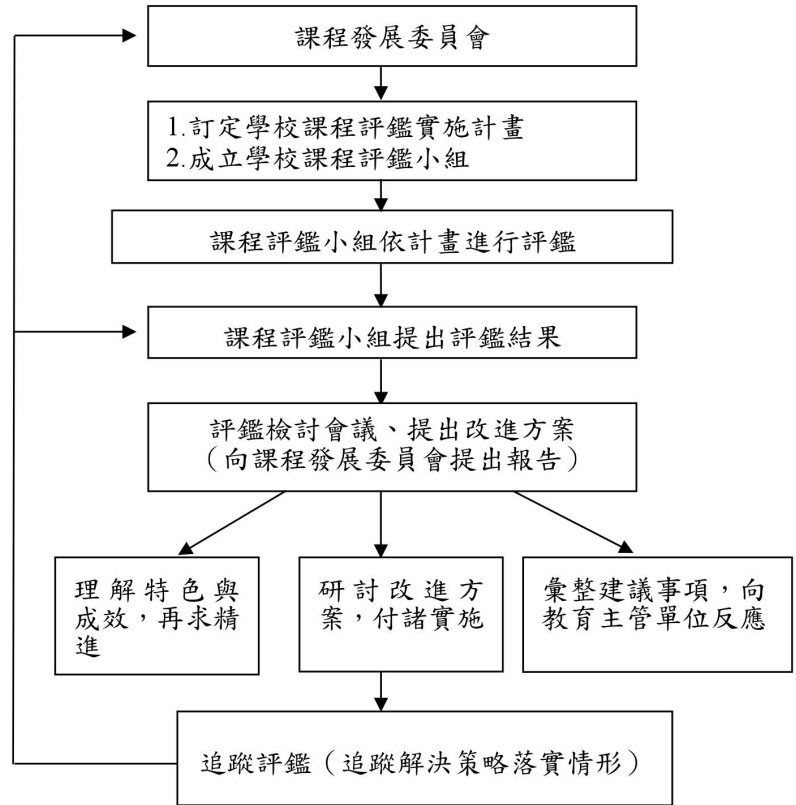 課程發展委員會
1.訂定學校課程評鑑實施計畫
2.成立學校課程評鑑小組
課程評鑑小組依計畫進行評鑑
課程評鑑小組提出評鑑結果
評鑑檢討會議、提出改進方案
（向課程發展委員會提出報告）
理解特色與
成效，再求精
進
研討改進方
案，付諸實施
彙整建議事項，向
教育主管單位反應
追蹤評鑑（追蹤解決策略落實情形）